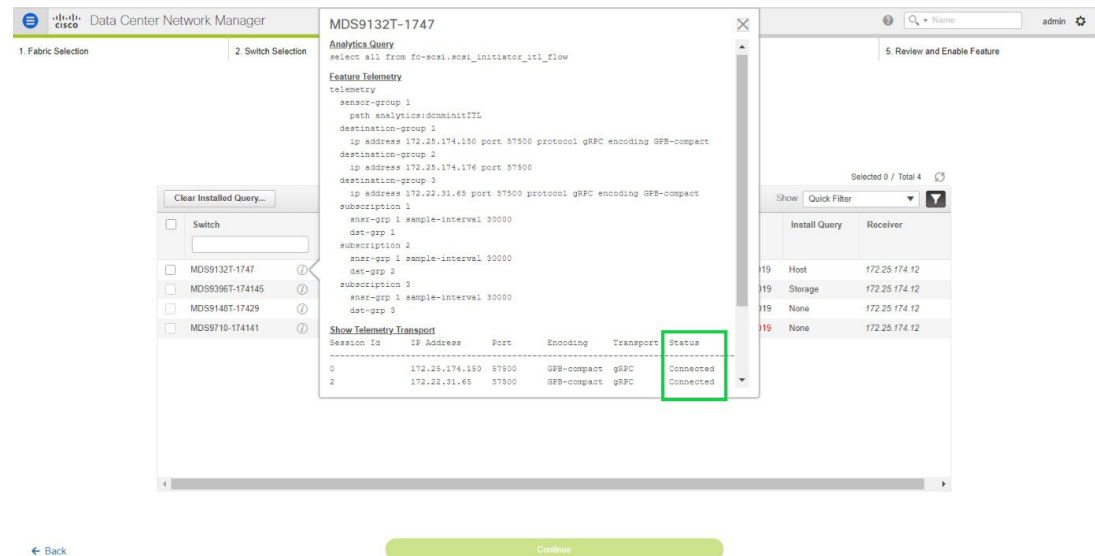 cisco Data Center Network Manager
Name
admin
1. Fabric Selection
2. Switch Selection
5. Review and Enable Feature
MDS9132T-1747
Analytics Query
select all from fc-scsi.scsi_initiator_itl_flow
Feature Telemetry
telemetry
sensor-group 1
path analytics:dcnminitITL
destination-group 1
ip address 172.25.174.150 port 57500 protocol gRPC encoding GPB-compact
destination-group 2
ip address 172.25.174.176 port 57500
destination-group 3
ip address 172.22.31.65 port 57500 protocol gRPC encoding GPB-compact
subscription 1
snsr-grp 1 sample-interval 30000
dst-grp 1
subscription 2
snsr-grp 1 sample-interval 30000
dst-grp 2
subscription 3
snsr-grp 1 sample-interval 30000
dst-grp 3
Show Telemetry Transport
Session Id IP Address Port Encoding Transport Status
0 172.25.174.150 57500 GPB-compact gRPC Connected
2 172.22.31.65 57500 GPB-compact gRPC Connected
Selected 0 / Total 4
Clear Installed Query...
Show Quick Filter
Switch Install Query Receiver
MDS9132T-1747 019 Host 172.25.174.12
MDS9396T-174145 019 Storage 172.25.174.12
MDS9148T-17429 019 None 172.25.174.12
MDS9710-174141 019 None 172.25.174.12
Back
Continue